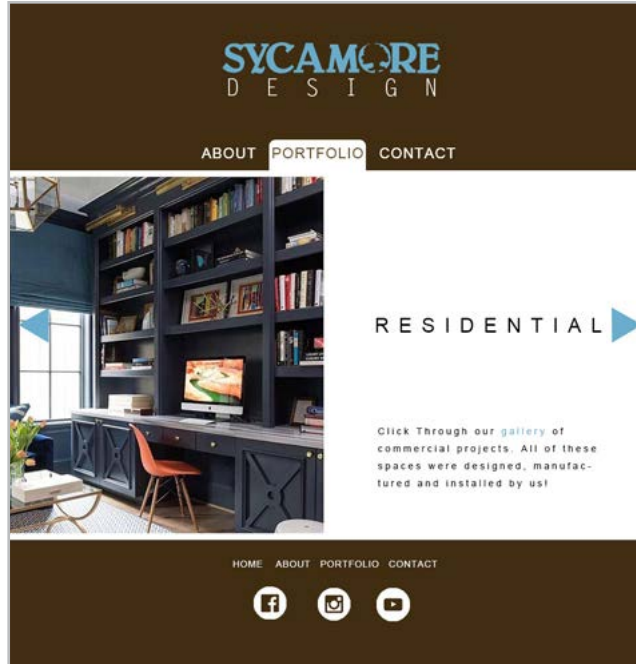 SYCAMORE
DESIGN
ABOUT PORTFOLIO CONTACT
RESIDENTIAL
Click Through our gallery of
commercial projects. All of these
spaces were designed, manufac-
tured and installed by us!
HOME ABOUT PORTFOLIO CONTACT